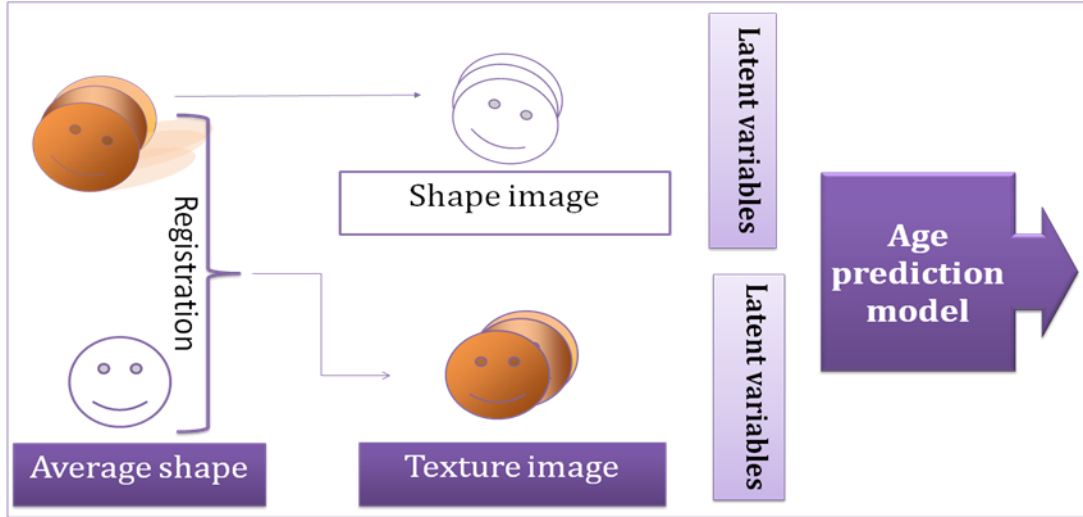 Shape image
Latent variables
Registration
Age
prediction
model
Average shape
Texture image
Latent variables